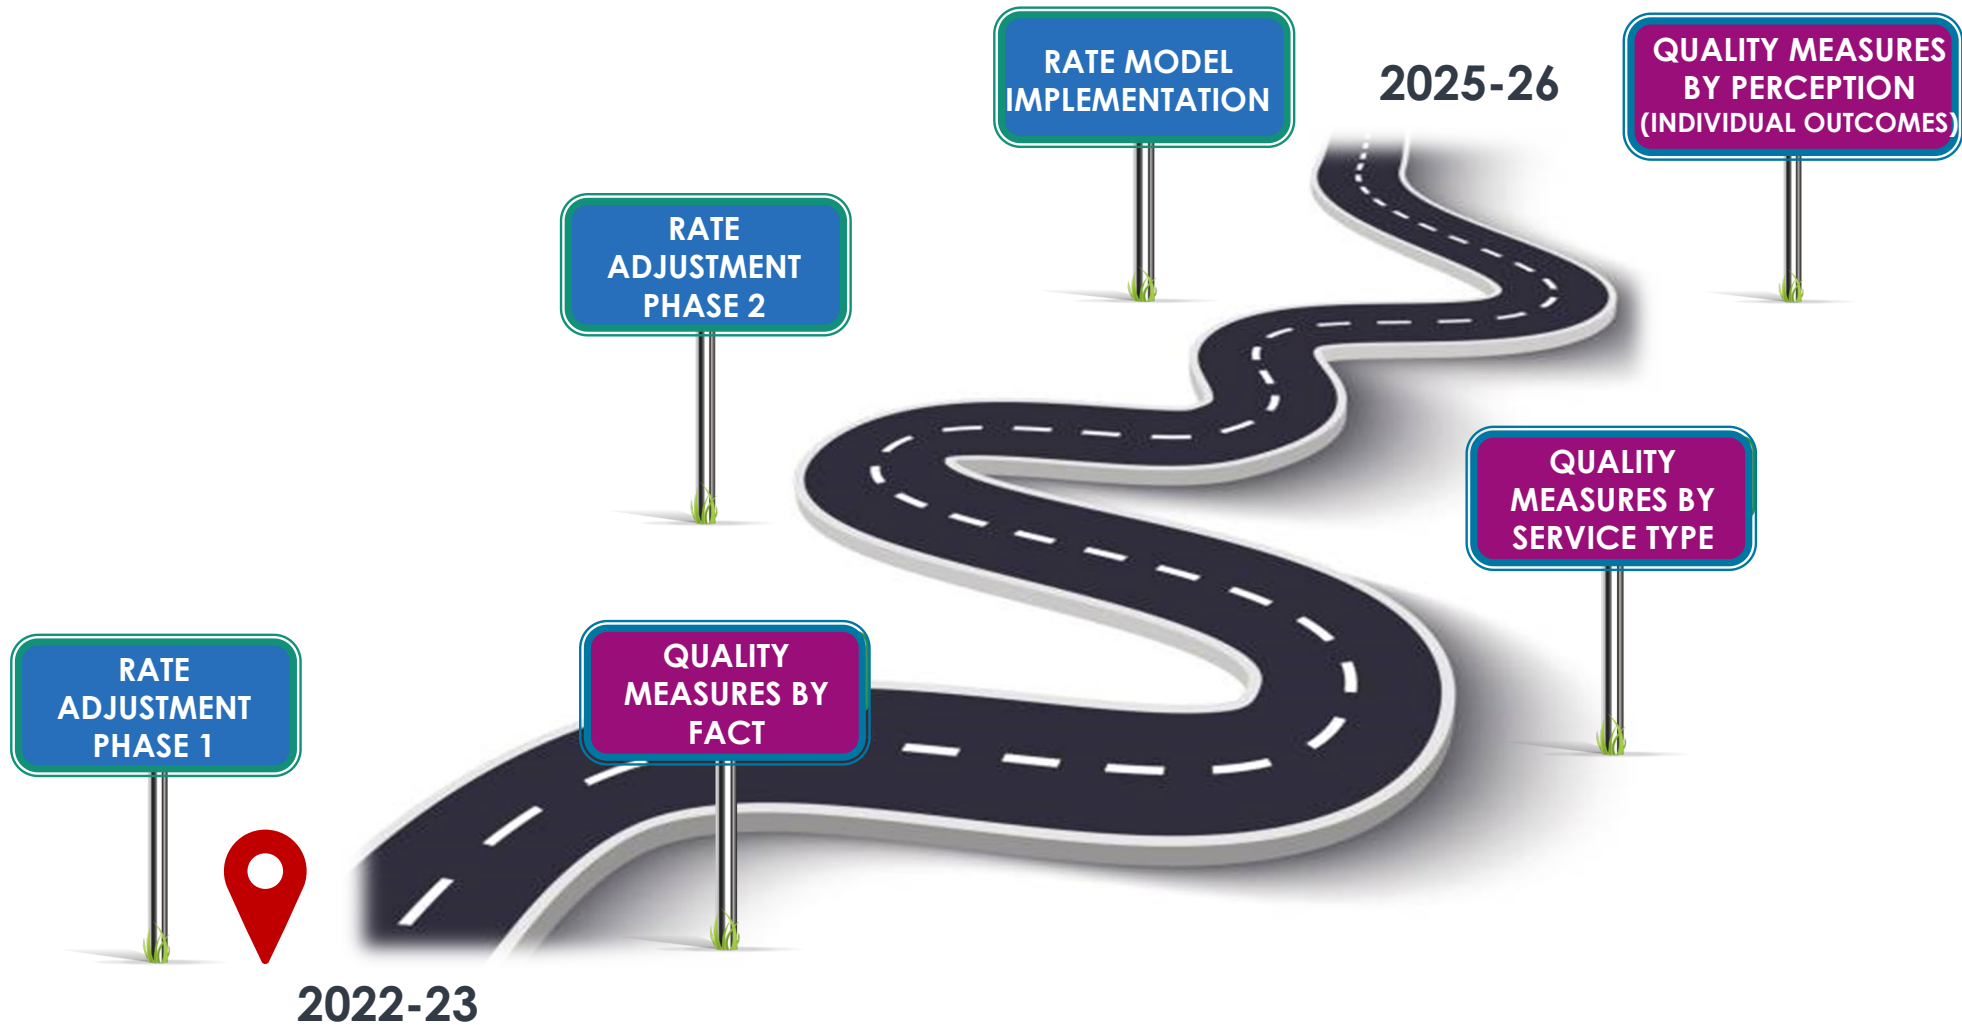 RATE MODEL
IMPLEMENTATION
2025-26
QUALITY MEASURES
BY PERCEPTION
(INDIVIDUAL OUTCOMES)
RATE
ADJUSTMENT
PHASE 2
QUALITY
MEASURES BY
SERVICE TYPE
RATE
ADJUSTMENT
PHASE 1
QUALITY
MEASURES BY
FACT
2022-23